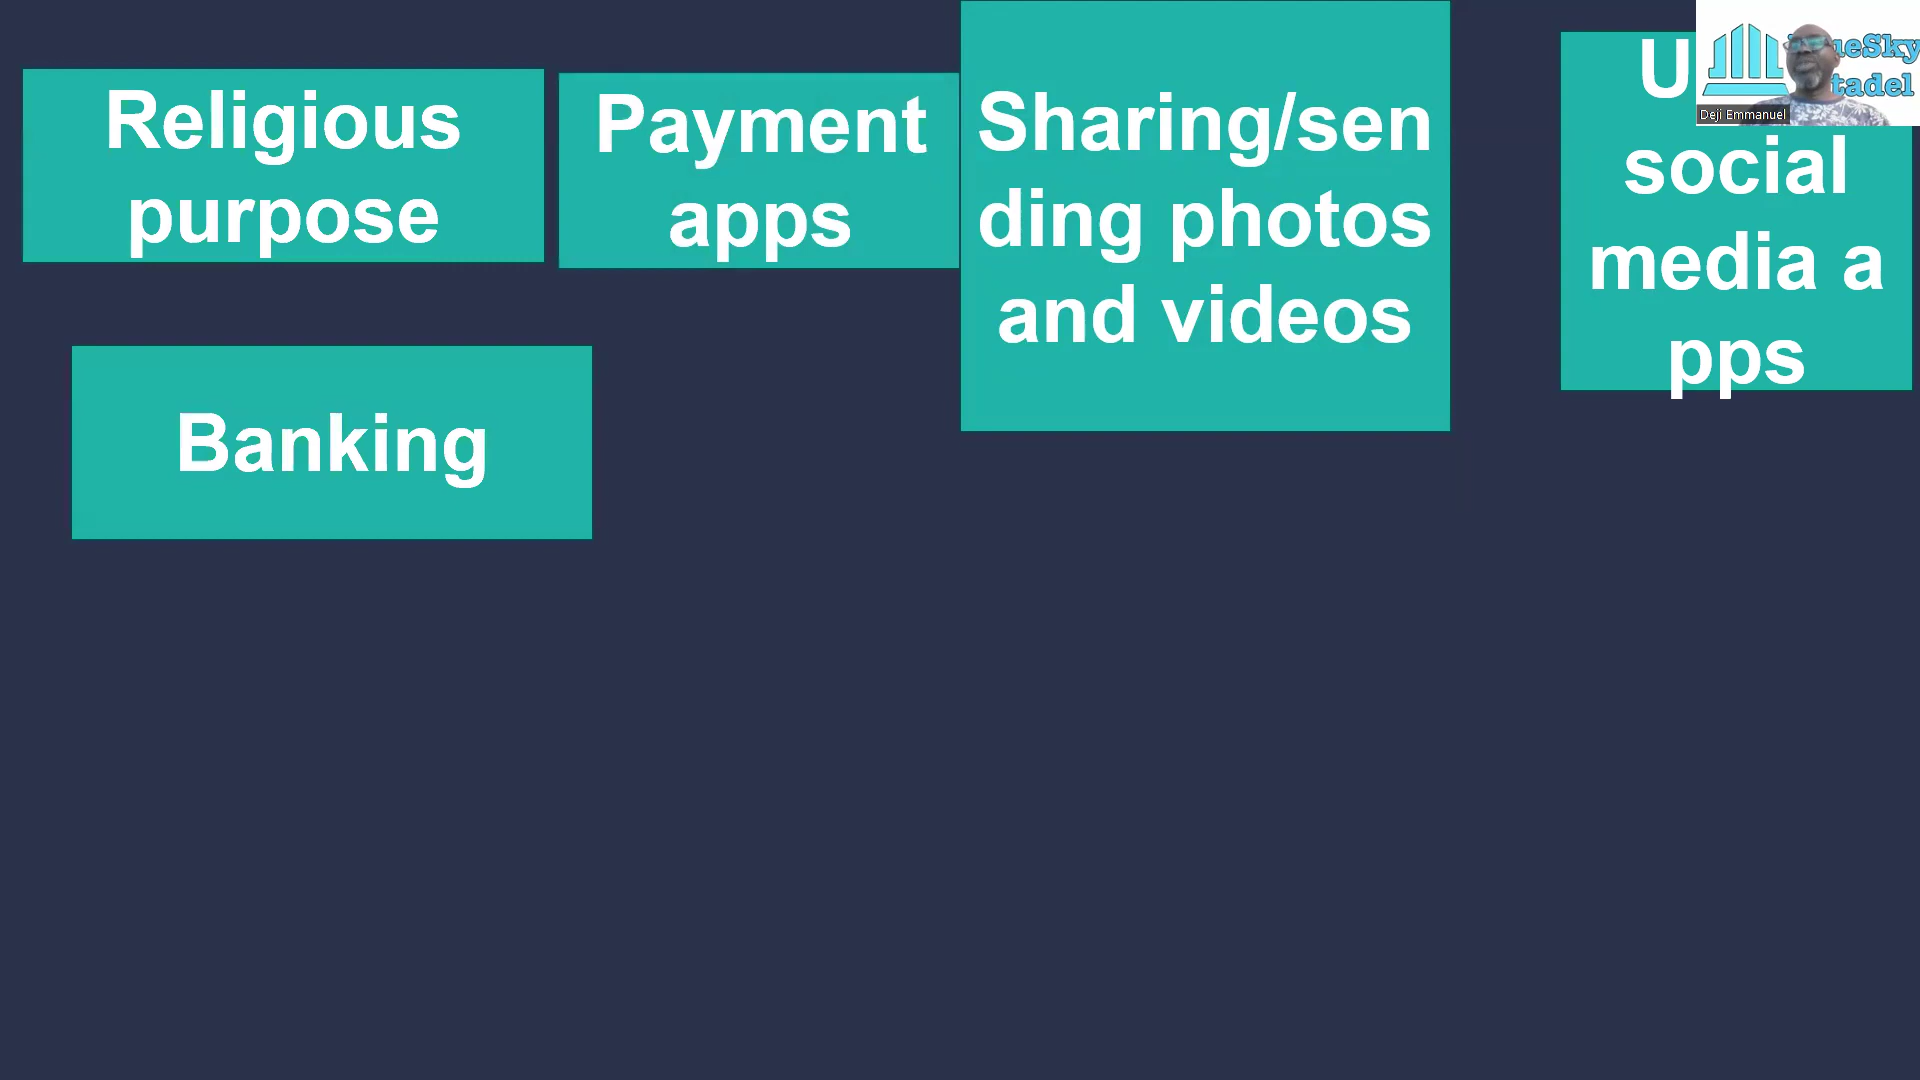 Religious
purpose
Payment
apps
Sharing/sen
ding photos
and videos
social
media a
pps
Banking
Deji Emmanuel